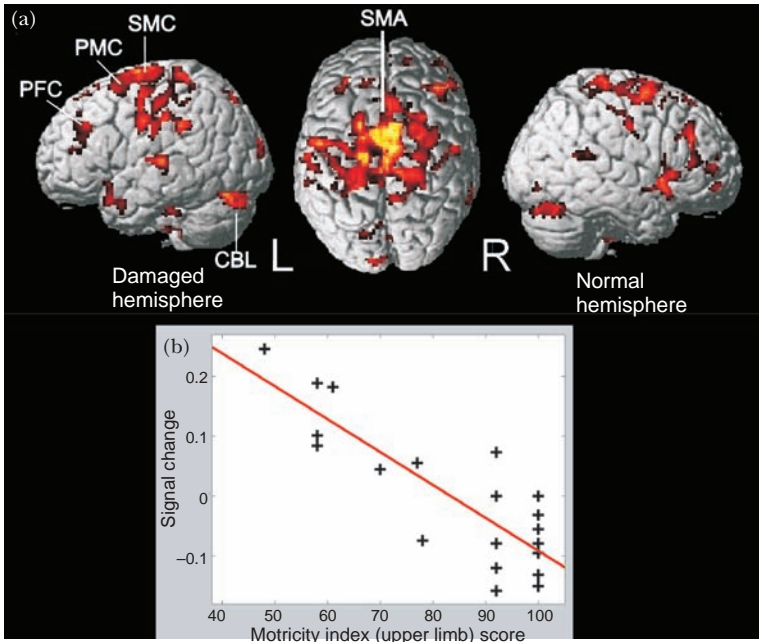 (a)
SMC
PMC
PFC
SMA
CBL
L
R
Damaged
hemisphere
Normal
hemisphere
(b)
Signal change
0.2
0.1
0
–0.1
40 50 60 70 80 90 100
Motricity index (upper limb) score